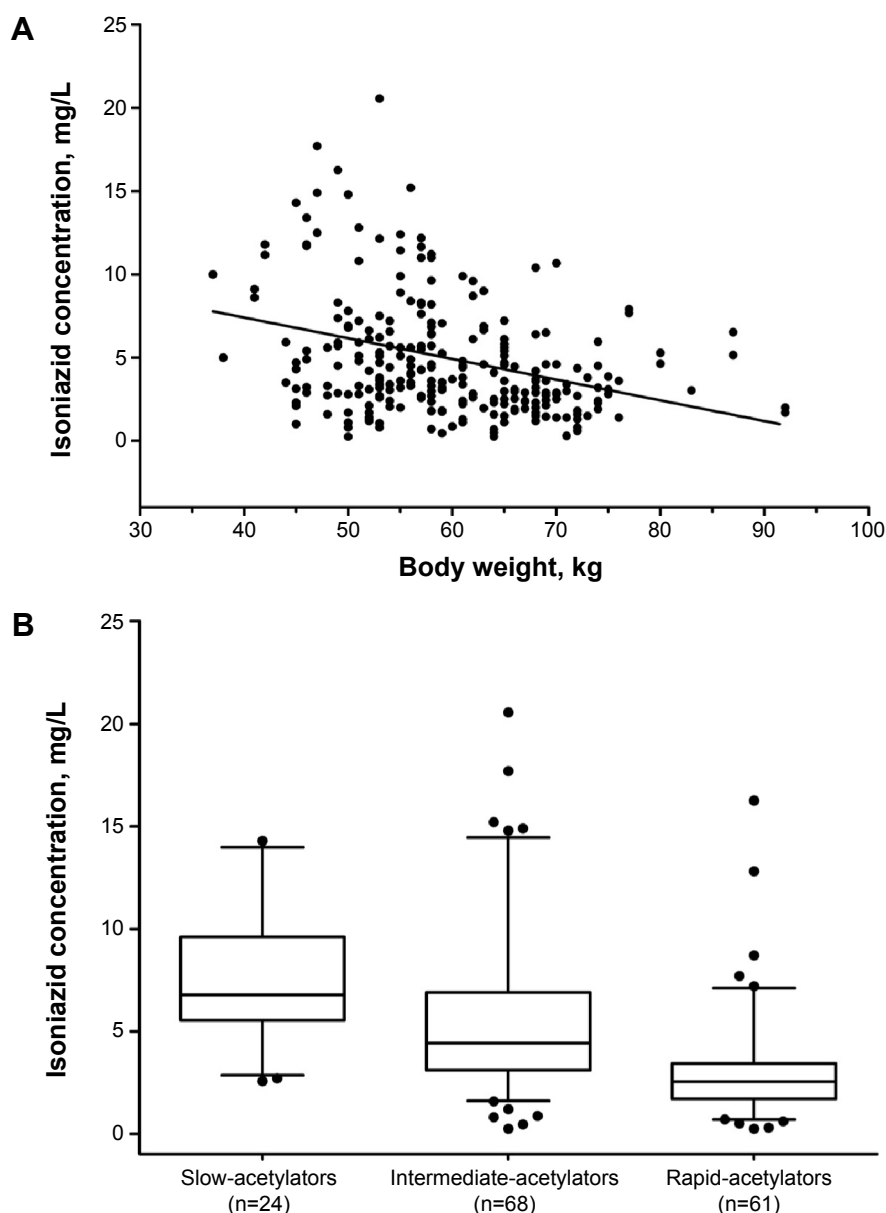 A
25
20
15
10
5
0
Isoniazid concentration, mg/L
30 40 50 60 70 80 90 100
Body weight, kg
B
25
20
15
10
5
0
Isoniazid concentration, mg/L
Slow-acetylators Intermediate-acetylators Rapid-acetylators
(n=24) (n=68) (n=61)